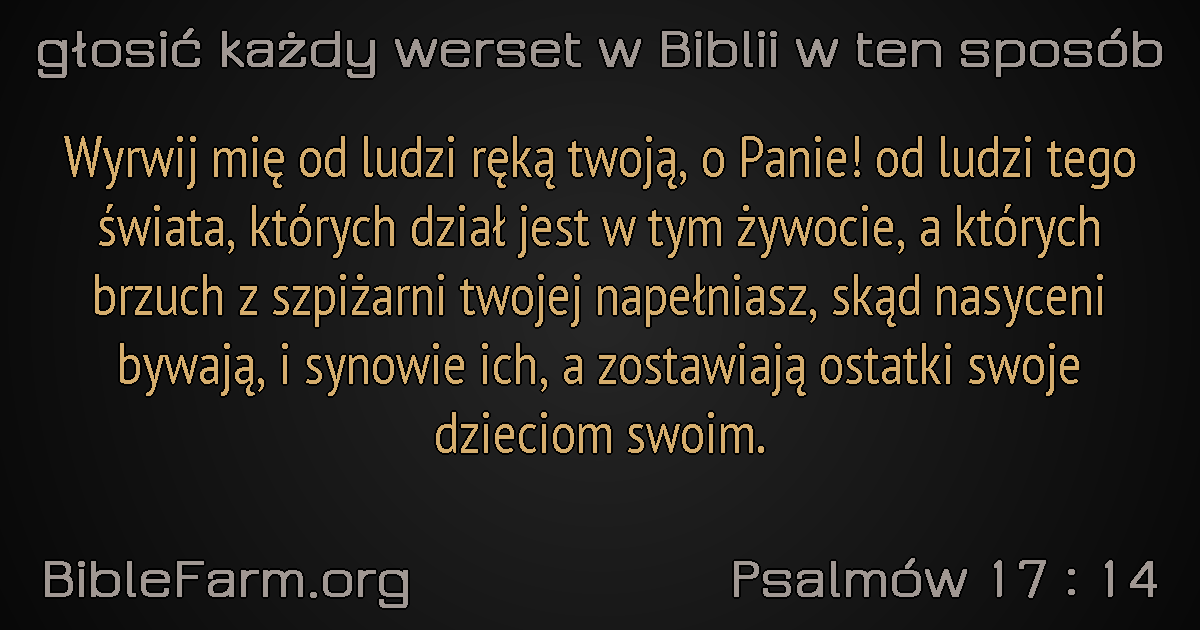 głosić każdy werset w Biblii w ten sposób
Wyrwij mię od ludzi ręką twoją, o Panie! od ludzi tego
świata, których dział jest w tym żywocie, a których
brzuch z szpiżarni twojej napełniasz, skąd nasyceni
bywają, i synowie ich, a zostawiają ostatki swoje
dzieciom swoim.
BibleFarm.org
Psalmów 17 : 14